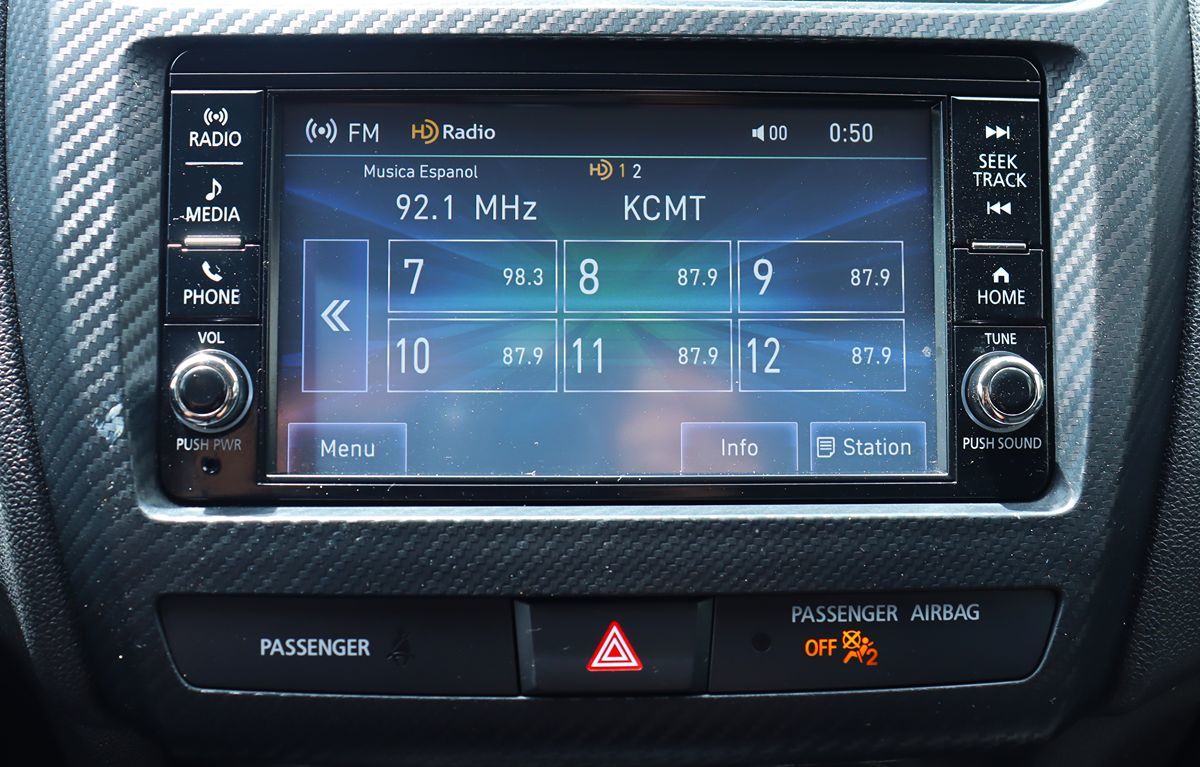 RADIO
MEDIA
PHONE
VOL
PUSH PWR
FM HD Radio 00 0:50
Musica Espanol HD 1 2
92.1 MHz KCMT
7 98.3 8 87.9 9 87.9
10 87.9 11 87.9 12 87.9
Menu Info Station
SEEK
TRACK
HOME
TUNE
PUSH SOUND
PASSENGER
PASSENGER AIRBAG
OFF 2